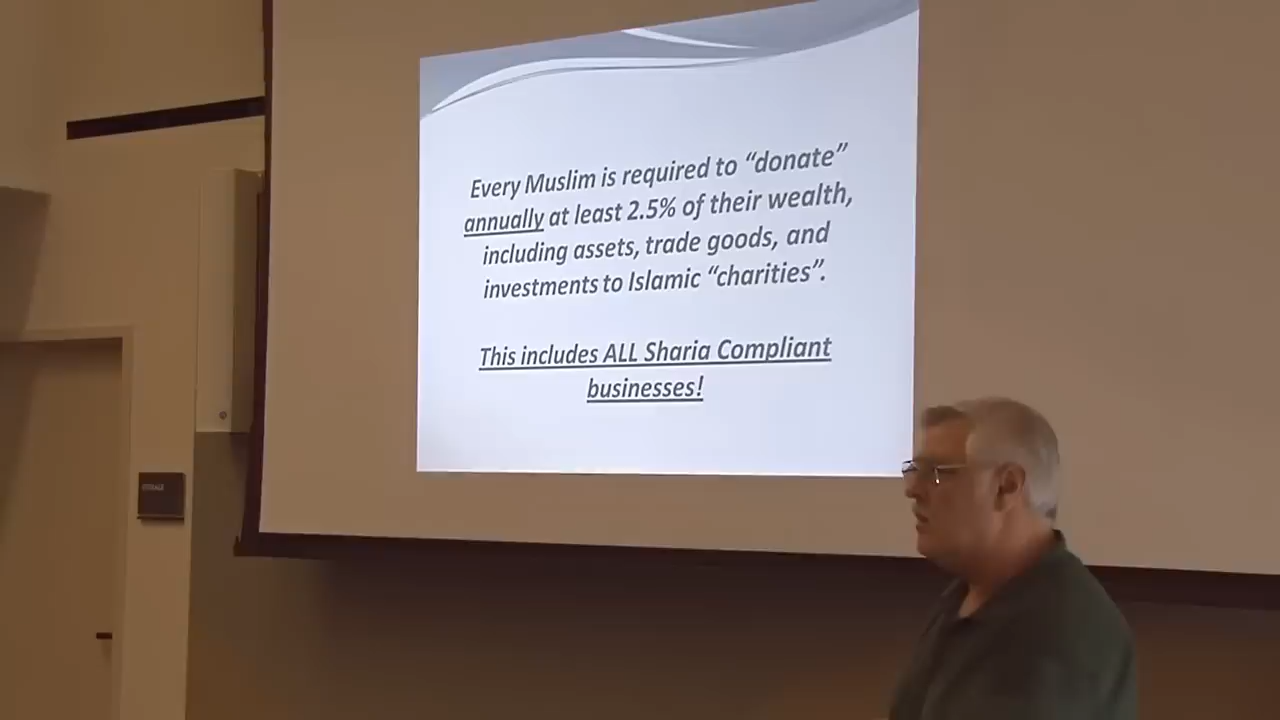 Every Muslim is required to “donate”
annually at least 2.5% of their wealth,
including assets, trade goods, and
investments to Islamic “charities”.
This includes ALL Sharia Compliant
businesses!